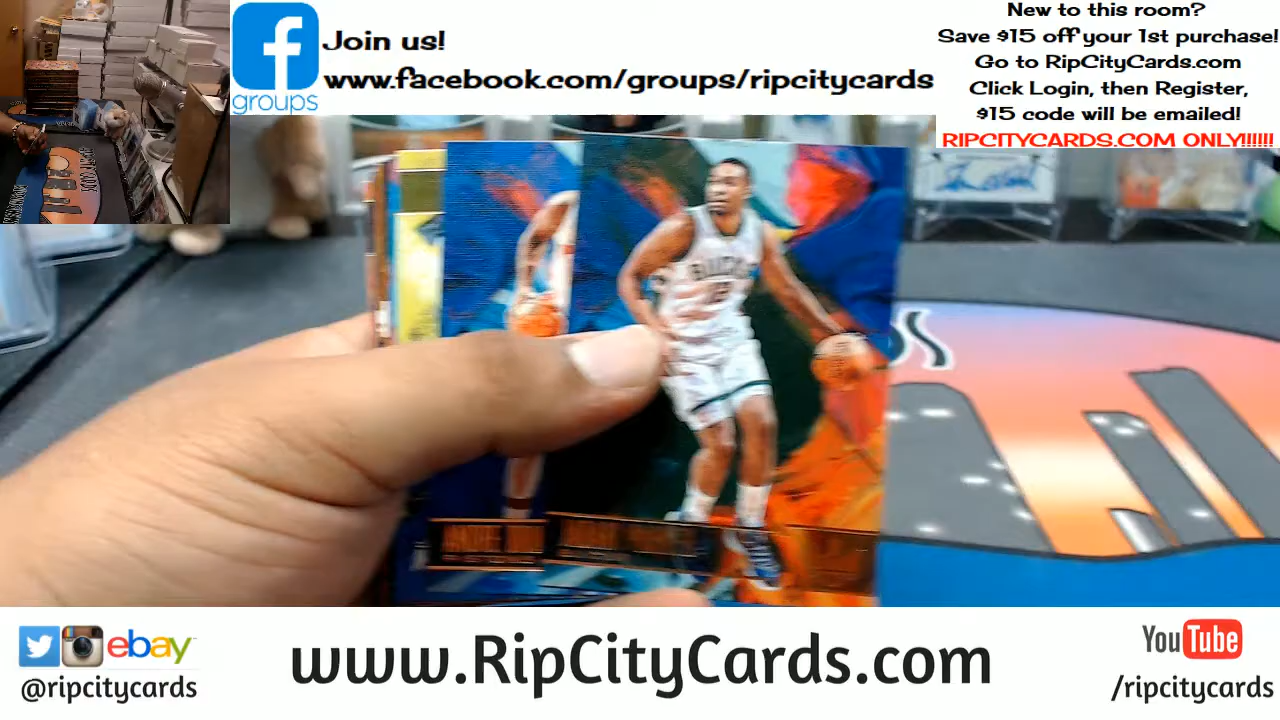 Join us!
www.facebook.com/groups/ripcitycards
groups
New to this room?
Save $15 off your 1st purchase!
Go to RipCityCards.com
Click Login, then Register,
$15 code will be emailed!
RIPCITYCARDS.COM ONLY!!!!!!
ebay
@ripcitycards
www.RipCityCards.com
YouTube
/ripcitycards